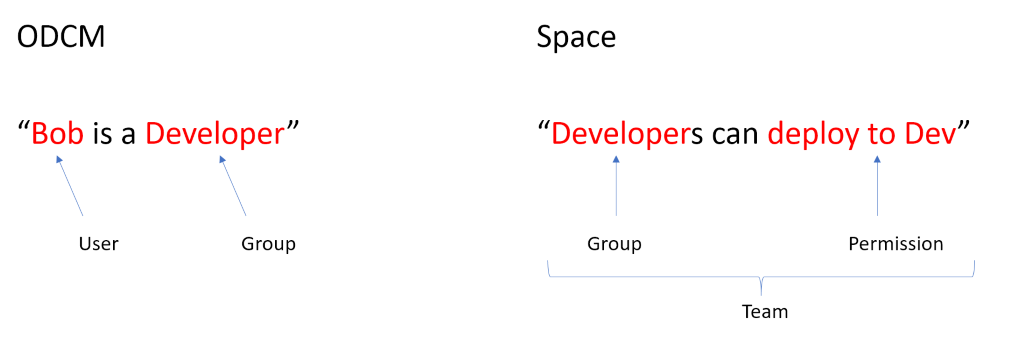 ODCM
Space
“Bob is a Developer”
“Developers can deploy to Dev”
User
Group
Group
Permission
Team